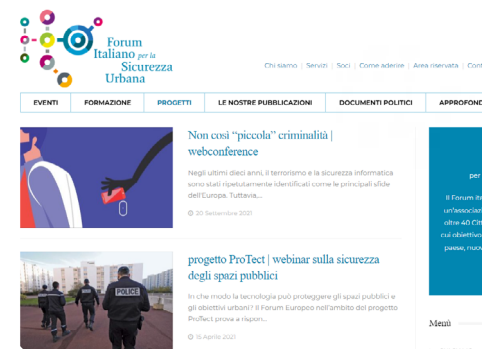 Forum
Italiano per la
Sicurezza
Urbana
Chi siamo | Servizi | Soci | Come aderire | Area riservata | Cont
EVENTI FORMAZIONE PROGETTI LE NOSTRE PUBBLICAZIONI DOCUMENTI POLITICI APPROFOND
Non così “piccola” criminalità |
webconference
Negli ultimi dieci anni, il terrorismo e la sicurezza informatica
sono stati ripetutamente identificati come le principali sfide
dell'Europa. Tuttavia,...
20 Settembre 2021
per
Il Forum ita
un'associaz
oltre 40 Citt
cui obiettivo
paese, nuov
POLICE
progetto ProTect | webinar sulla sicurezza
degli spazi pubblici
In che modo la tecnologia può proteggere gli spazi pubblici e
gli obiettivi urbani? Il Forum Europeo nell'ambito del progetto
ProTect prova a rispon...
15 Aprile 2021
Menù